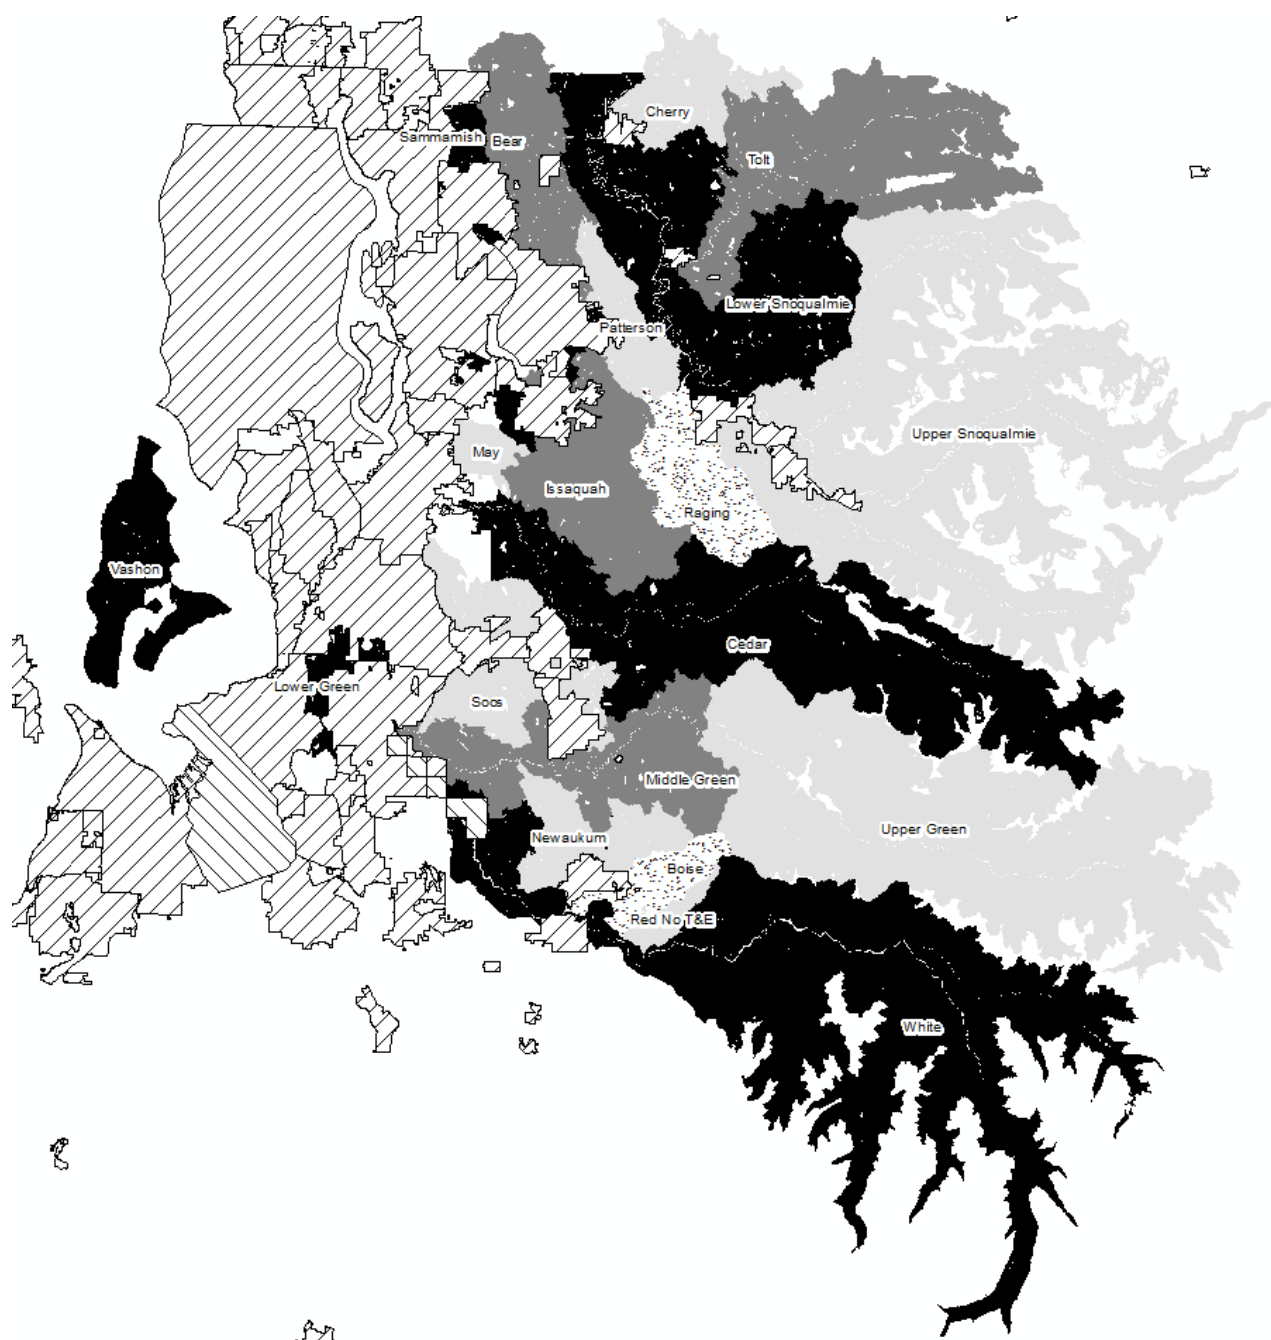 Cherry
Sammamish
Bear
Tolt
Lower Snoqualmie
Patterson
Upper Snoqualmie
May
Issaquah
Raging
Vashon
Cedar
Lower Green
Soos
Middle Green
Upper Green
Newaukum
Boise
Red No T&E
White